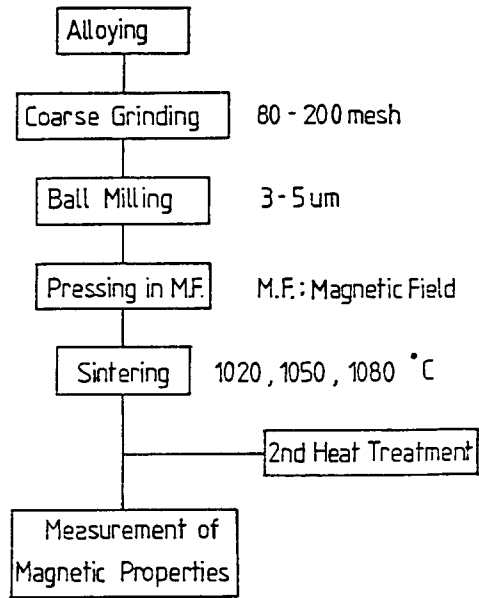 Alloying
Coarse Grinding 80-200 mesh
Ball Milling 3-5 um
Pressing in M.F. M.F.: Magnetic Field
Sintering 1020, 1050, 1080 °C
2nd Heat Treatment
Measurement of
Magnetic Properties